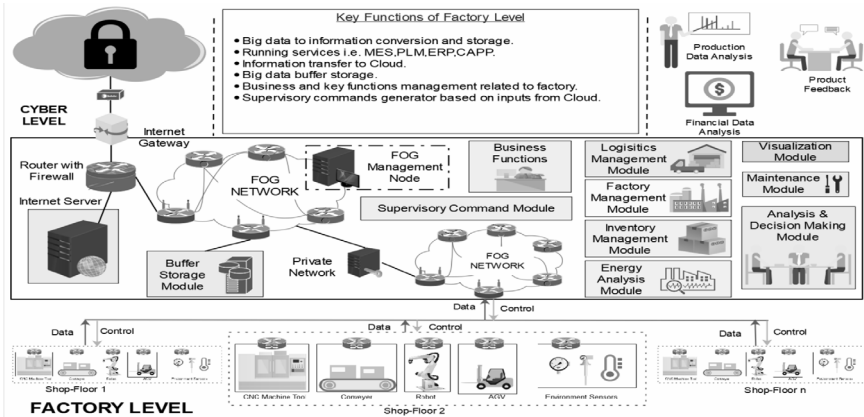 Key Functions of Factory Level
• Big data to information conversion and storage.
• Running services i.e. MES,PLM,ERP,CAPP.
• Information transfer to Cloud.
• Big data buffer storage.
• Business and key functions management related to factory.
• Supervisory commands generator based on inputs from Cloud.
Production
Data Analysis
Product
Feedback
Financial Data
Analysis
CYBER
LEVEL
Internet
Gateway
Router with
Firewall
Internet Server
FOG
NETWORK
FOG
Management
Node
Business
Functions
Supervisory Command Module
Buffer
Storage
Module
Private
Network
FOG
NETWORK
Logisitics
Management
Module
Factory
Management
Module
Inventory
Management
Module
Energy
Analysis
Module
Visualization
Module
Maintenance
Module
Analysis &
Decision Making
Module
Data
Control
Data
Control
Data
Control
Data
Control
CNC Machine Tool
Conveyer
Robot
AGV
Environment Sensors
Shop-Floor 1
Shop-Floor 2
Shop-Floor n
FACTORY LEVEL